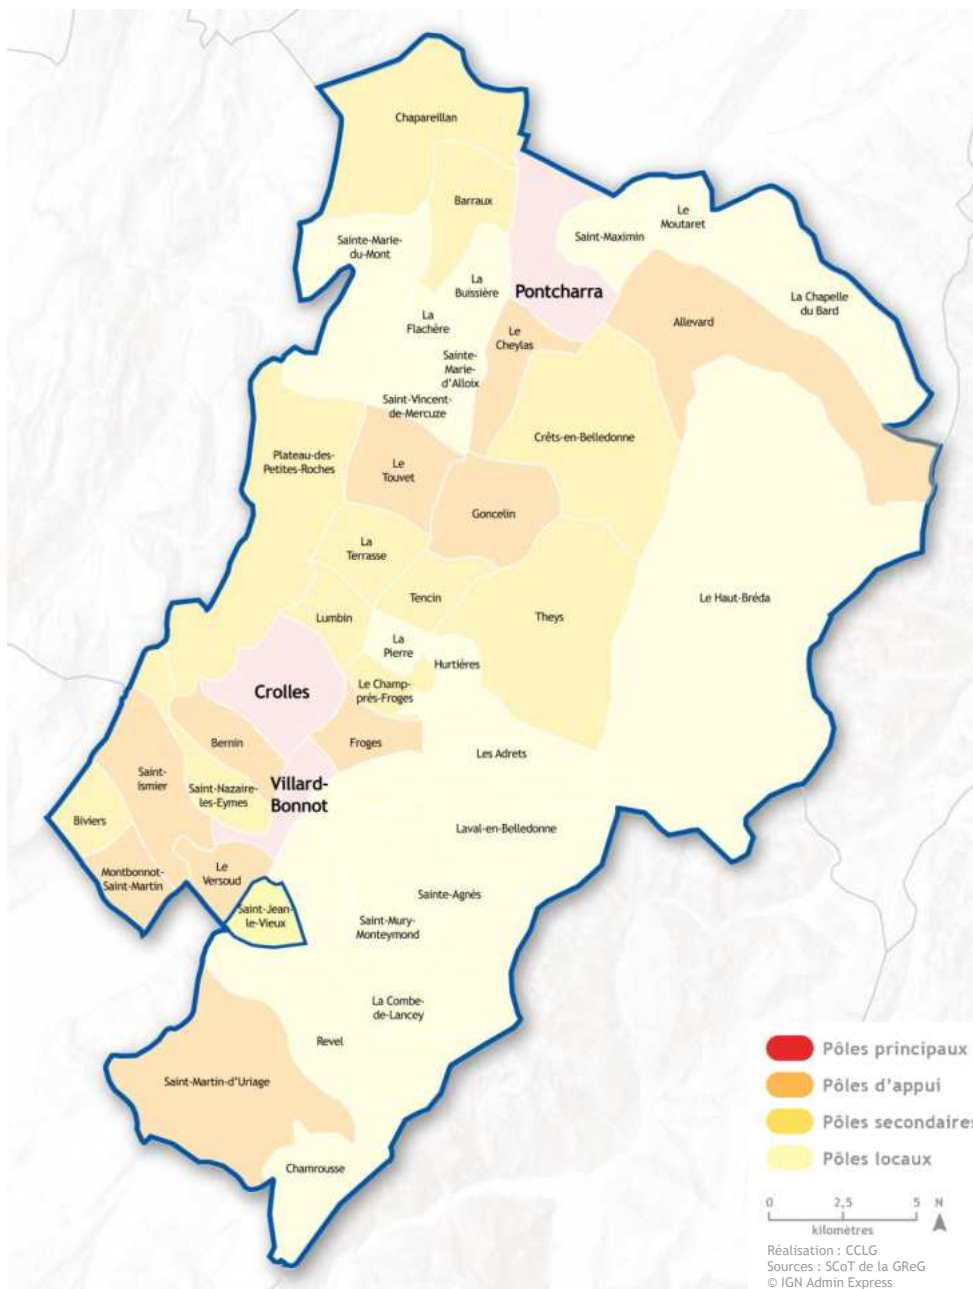 Chapareillan
Barraux
Le
Moutaret
Saint-Maximin
Sainte-Marie-
du-Mont
La
Buissière
Pontcharra
La Chapelle
du Bard
La
Flachère
Allevard
Le
Cheylas
Sainte-
Marie-
d'Alloix
Saint-Vincent-
de-Mercuze
Crêts-en-Belledonne
Plateau-des-
Petites-Roches
Le
Touvet
Goncelin
La
Terrasse
Tencin
Le Haut-Bréda
Lumbin
Theys
La
Pierre
Hurtières
Crolles
Le Champ-
près-Froges
Bernin
Froges
Les Adrets
Saint-
Ismier
Saint-Nazaire-
les-Eymes
Villard-
Bonnot
Biviers
Laval-en-Belledonne
Montbonnot-
Saint-Martin
Le
Versoud
Sainte-Agnès
Saint-Jean-
le-Vieux
Saint-Mury-
Monteymond
La Combe-
de-Lancey
Revel
Saint-Martin-d'Uriage
Chamrousse
Pôles principaux
Pôles d'appui
Pôles secondaires
Pôles locaux
0 2,5 5 N
kilomètres
Réalisation : CCLG
Sources : SCoT de la GReG
© IGN Admin Express